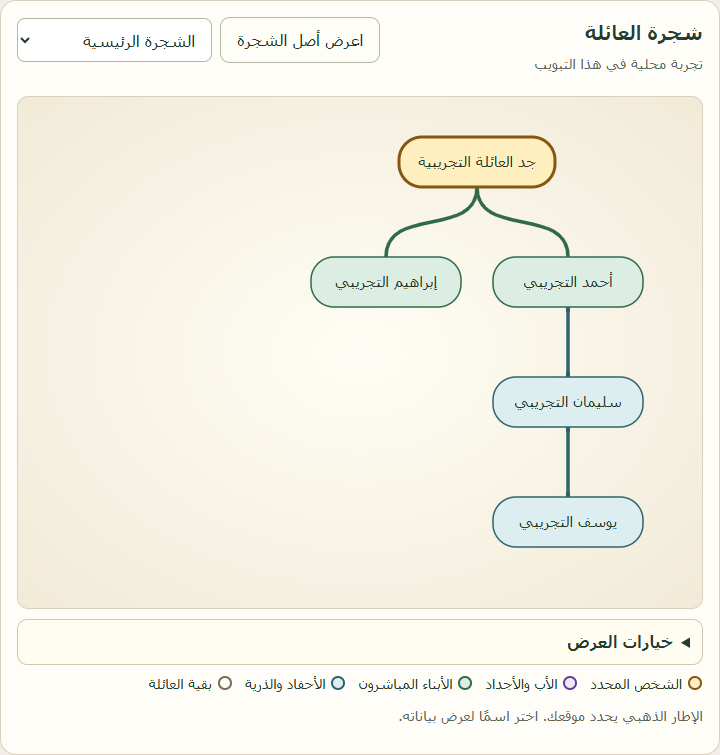 شجرة العائلة
تجربة محلية في هذا التبويب
اعرض أصل الشجرة
الشجرة الرئيسية
جد العائلة التجريبية
أحمد التجريبي
إبراهيم التجريبي
سليمان التجريبي
يوسف التجريبي
خيارات العرض
الشخص المحدد
الأب والأجداد
الأبناء المباشرون
الأحفاد والذرية
بقية العائلة
الإطار الذهبي يحدد موقعك. اختر اسمًا لعرض بياناته.